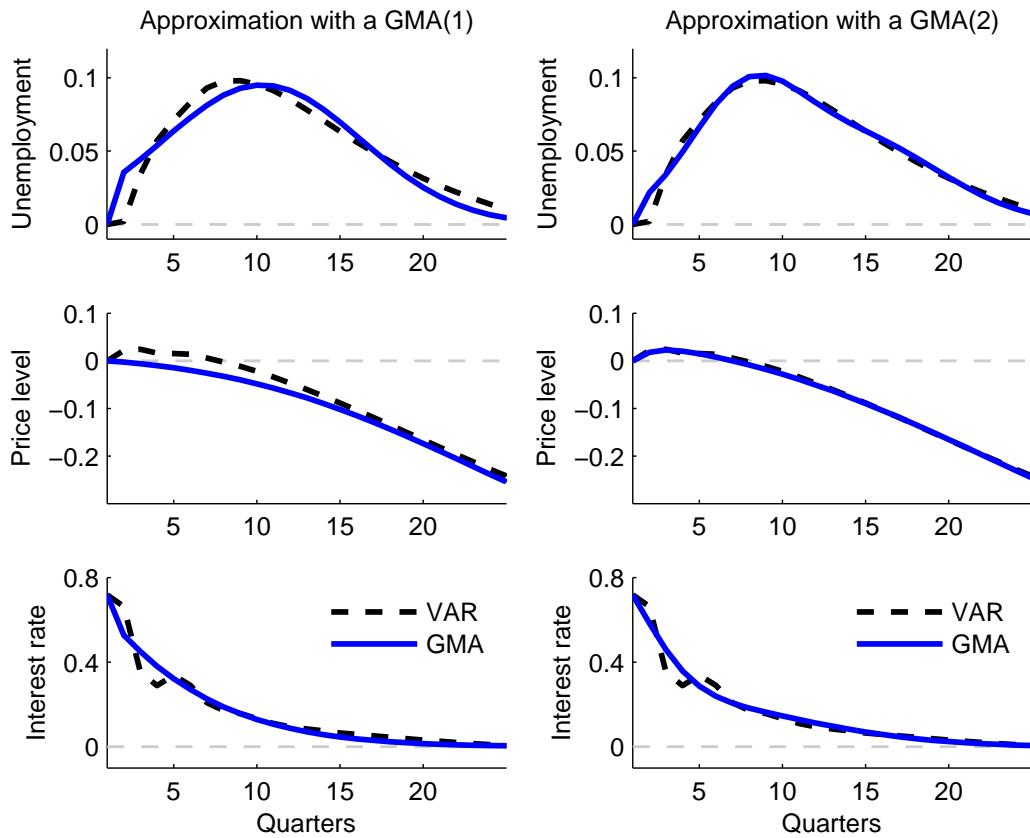 Approximation with a GMA(1)
Approximation with a GMA(2)
Unemployment
0.1
0.05
0
5 10 15 20
Unemployment
0.1
0.05
0
5 10 15 20
Price level
0.1
0
−0.1
−0.2
5 10 15 20
Price level
0.1
0
−0.1
−0.2
5 10 15 20
Interest rate
0.8
0.4
0
VAR
GMA
5 10 15 20
Quarters
Interest rate
0.8
0.4
0
VAR
GMA
5 10 15 20
Quarters